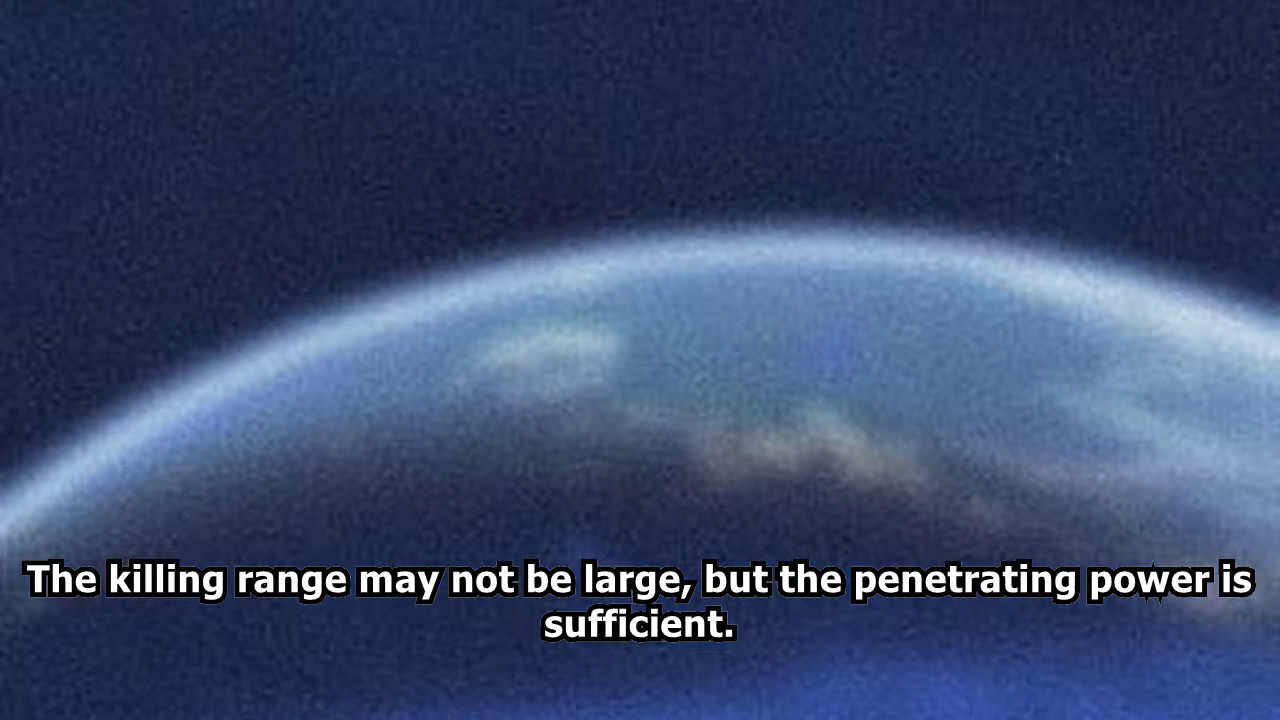 The killing range may not be large, but the penetrating power is
sufficient.